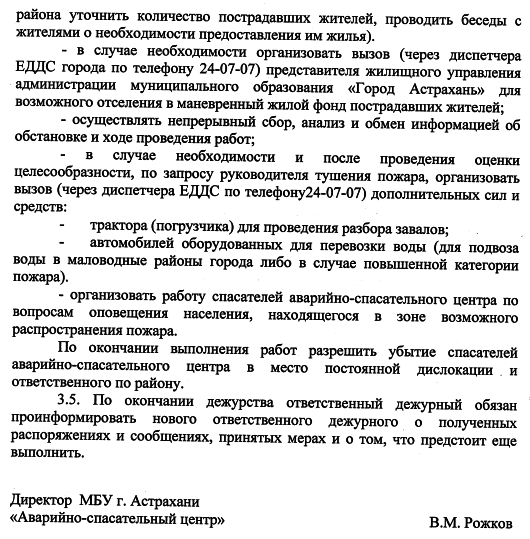 района уточнить количество пострадавших жителей, проводить беседы с
жителями о необходимости предоставления им жилья).
- в случае необходимости организовать вызов (через диспетчера
ЕДДС города по телефону 24-07-07) представителя жилищного управления
администрации муниципального образования «Город Астрахань» для
возможного отселения в маневренный жилой фонд пострадавших жителей;
- осуществлять непрерывный сбор, анализ и обмен информацией об
обстановке и ходе проведения работ;
- в случае необходимости и после проведения оценки
целесообразности, по запросу руководителя тушения пожара, организовать
вызов (через диспетчера ЕДДС по телефону24-07-07) дополнительных сил и
средств:
- трактора (погрузчика) для проведения разбора завалов;
- автомобилей оборудованных для перевозки воды (для подвоза
воды в маловодные районы города либо в случае повышенной категории
пожара).
- организовать работу спасателей аварийно-спасательного центра по
вопросам оповещения населения, находящегося в зоне возможного
распространения пожара.
По окончании выполнения работ разрешить убытие спасателей
аварийно-спасательного центра в место постоянной дислокации и
ответственного по району.
3.5. По окончании дежурства ответственный дежурный обязан
проинформировать нового ответственного дежурного о полученных
распоряжениях и сообщениях, принятых мерах и о том, что предстоит еще
выполнить.
Директор МБУ г. Астрахани
«Аварийно-спасательный центр» В.М. Рожков